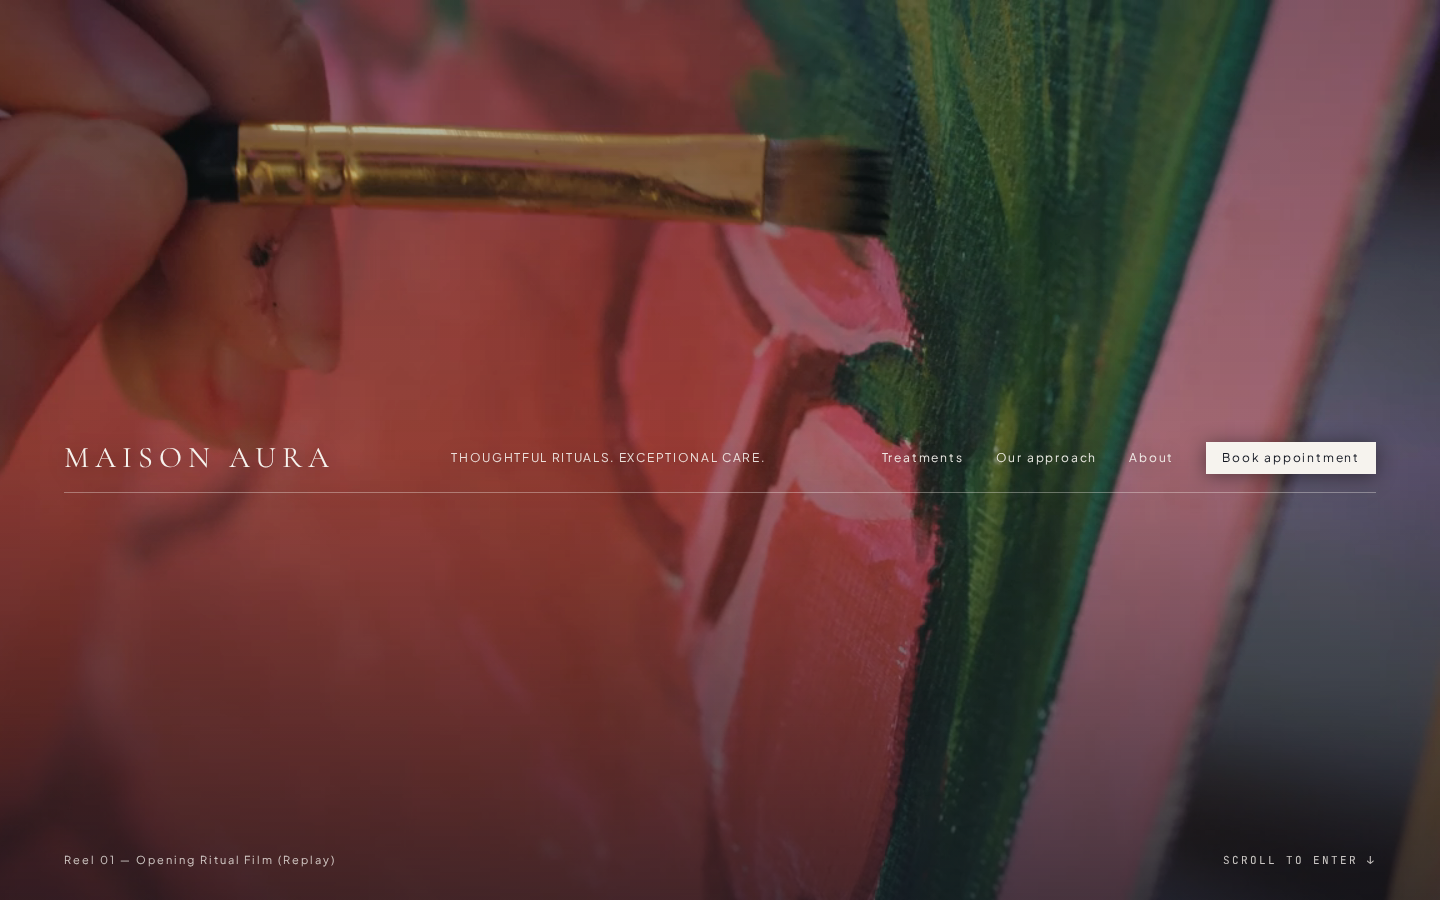 MAISON AURA
THOUGHTFUL RITUALS. EXCEPTIONAL CARE.
Treatments
Our approach
About
Book appointment
Reel 01 — Opening Ritual Film (Replay)
SCROLL TO ENTER ↓